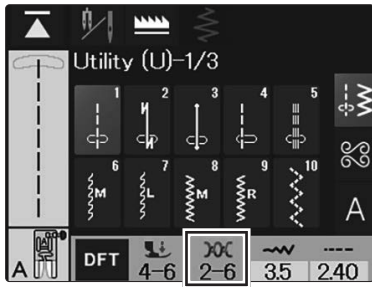 Utility (U)-1/3
1 2 3 4 5
6 7 8 9 10
M L M R
A
A DFT 4-6 2-6 3.5 2.40